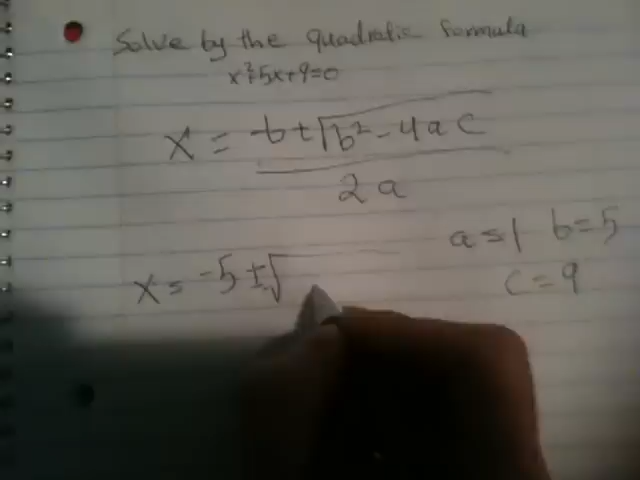 Solve by the quadratic formula
x²+5x+9=0
x = -b±√b²-4ac
2a
a=1 b=5
c=9
x= -5±√